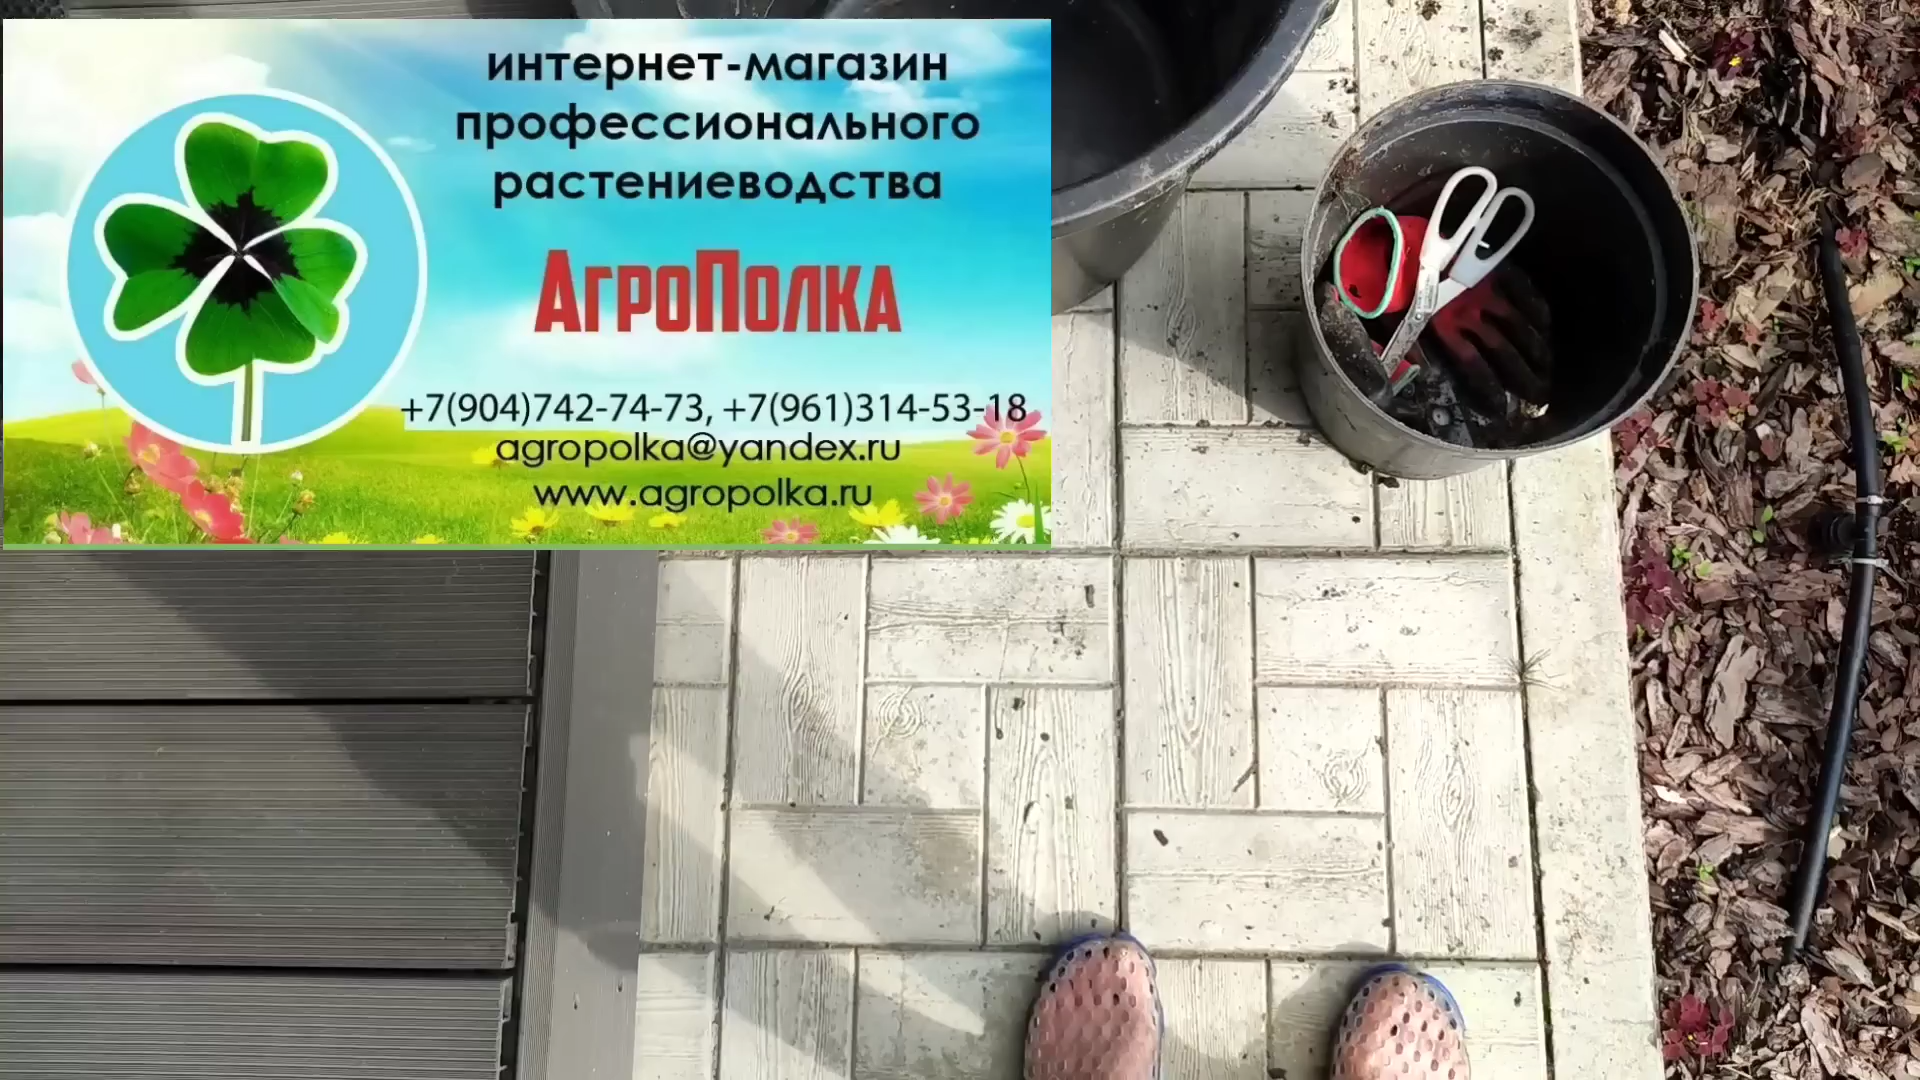 интернет-магазин
профессионального
растениеводства
АгроПолка
+7(904)742-74-73, +7(961)314-53-18
agropolka@yandex.ru
www.agropolka.ru